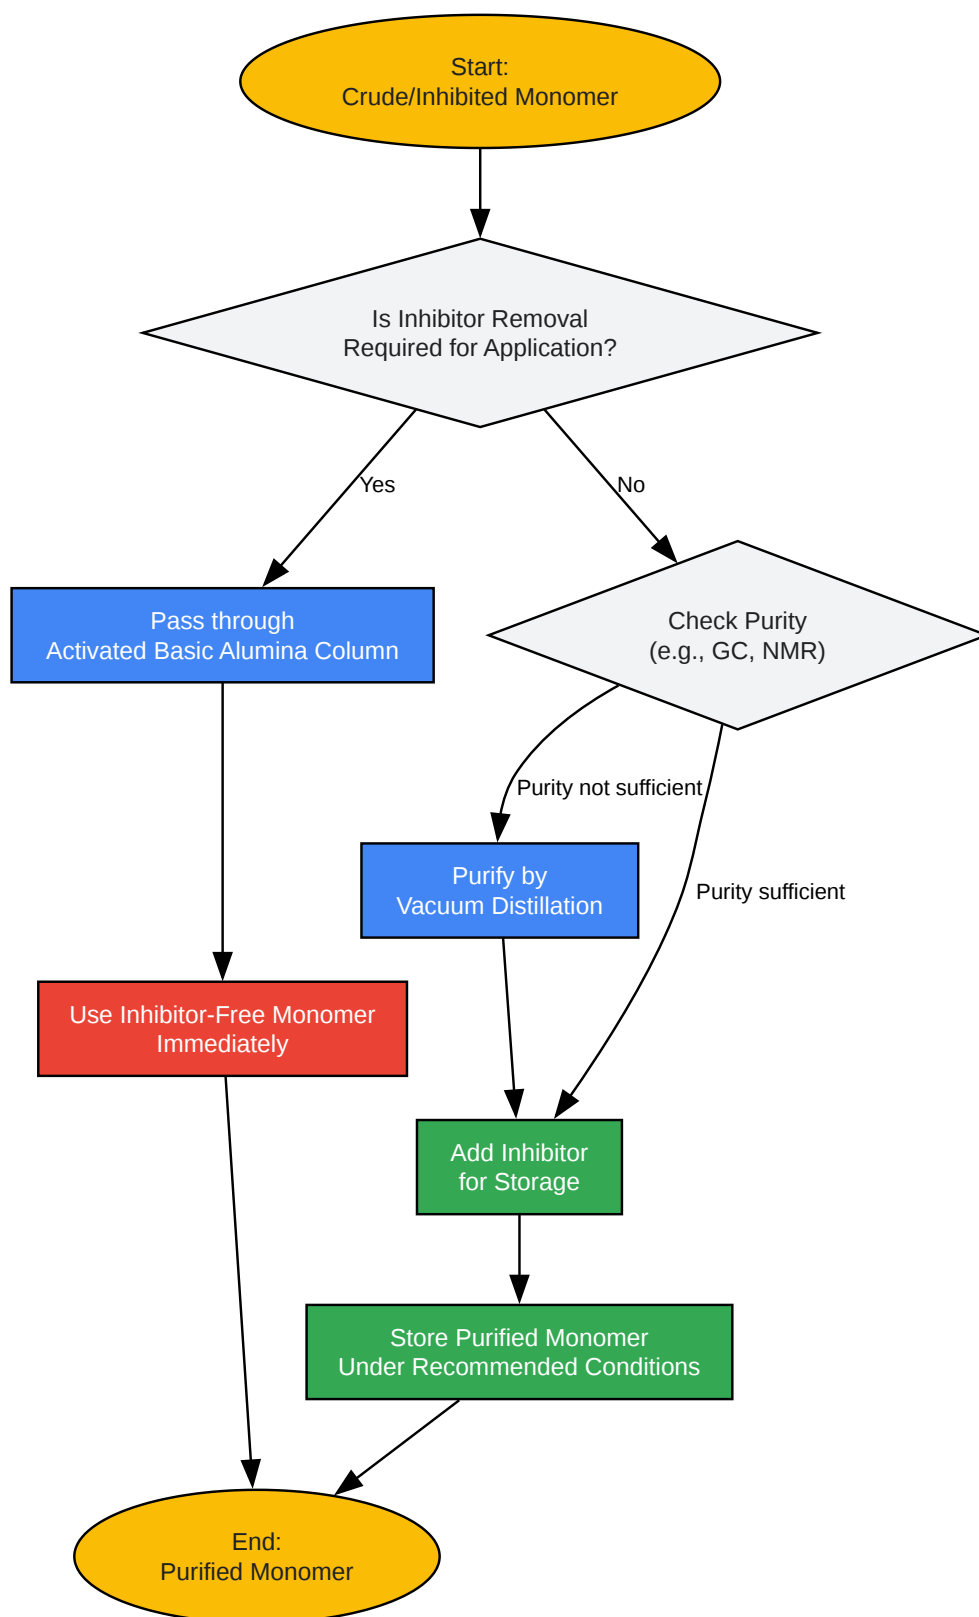 Start:
Crude/Inhibited Monomer
Is Inhibitor Removal
Required for Application?
Yes
No
Pass through
Activated Basic Alumina Column
Check Purity
(e.g., GC, NMR)
Purity not sufficient
Purify by
Vacuum Distillation
Purity sufficient
Use Inhibitor-Free Monomer
Immediately
Add Inhibitor
for Storage
Store Purified Monomer
Under Recommended Conditions
End:
Purified Monomer